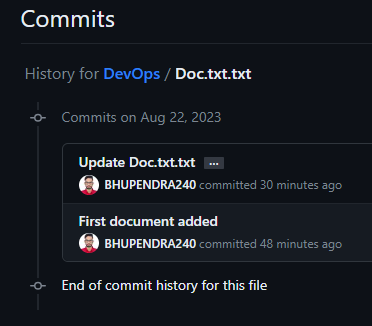 Commits
History for DevOps / Doc.txt.txt
Commits on Aug 22, 2023
Update Doc.txt.txt ...
BHUPENDRA240 committed 30 minutes ago
First document added
BHUPENDRA240 committed 48 minutes ago
End of commit history for this file